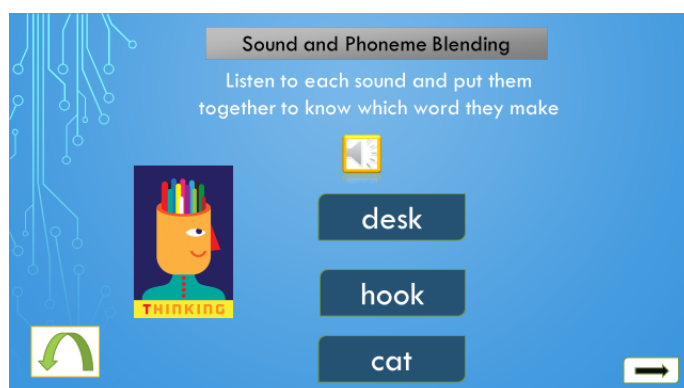 Sound and Phoneme Blending
Listen to each sound and put them
together to know which word they make
desk
hook
THINKING
cat